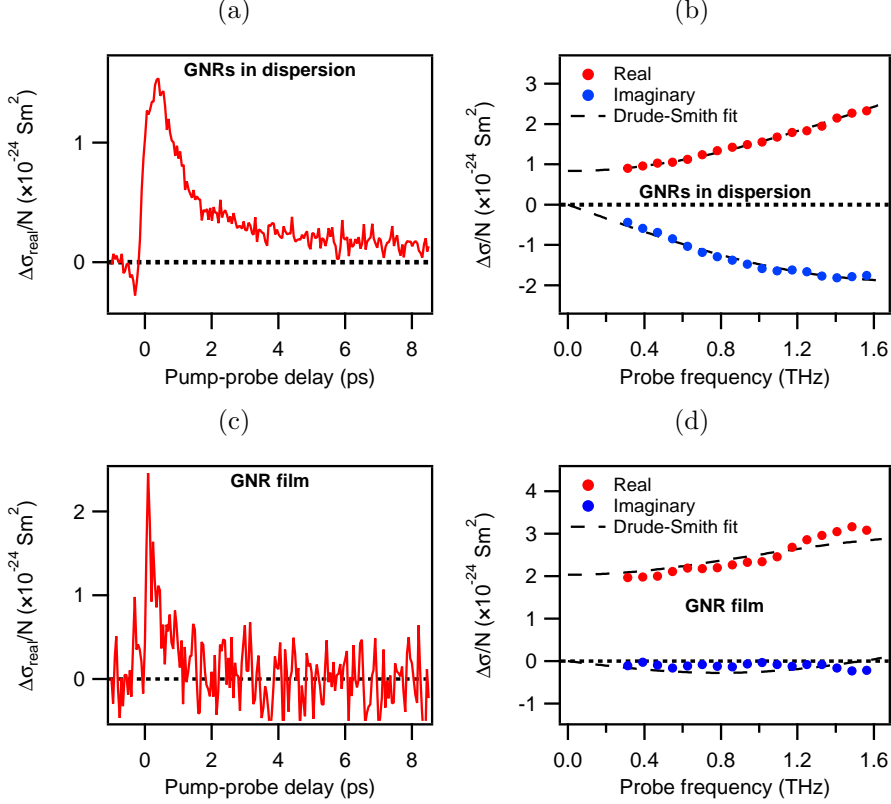 (a)
GNRs in dispersion
1
0
Δσreal/N (×10-24 Sm2)
0 2 4 6 8
Pump-probe delay (ps)
(b)
Real
Imaginary
Drude-Smith fit
GNRs in dispersion
3
2
1
0
-1
-2
Δσ/N (×10-24 Sm2)
0.0 0.4 0.8 1.2 1.6
Probe frequency (THz)
(c)
GNR film
2
1
0
Δσreal/N (×10-24 Sm2)
0 2 4 6 8
Pump-probe delay (ps)
(d)
Real
Imaginary
Drude-Smith fit
GNR film
4
3
2
1
0
-1
Δσ/N (×10-24 Sm2)
0.0 0.4 0.8 1.2 1.6
Probe frequency (THz)